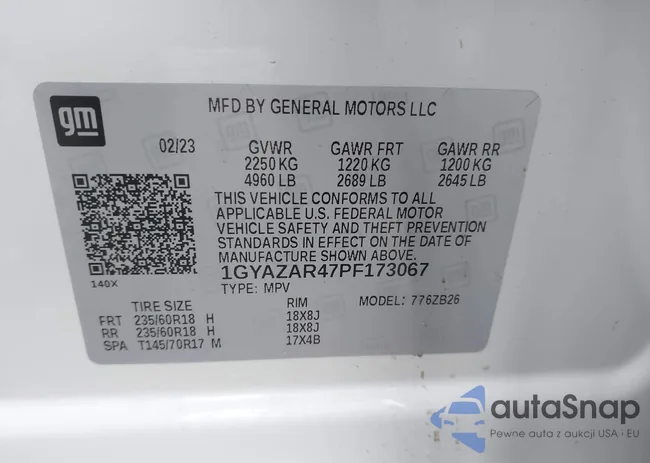 gm
MFD BY GENERAL MOTORS LLC
02/23 GVWR GAWR FRT GAWR RR
2250 KG 1220 KG 1200 KG
4960 LB 2689 LB 2645 LB
THIS VEHICLE CONFORMS TO ALL
APPLICABLE U.S. FEDERAL MOTOR
VEHICLE SAFETY AND THEFT PREVENTION
STANDARDS IN EFFECT ON THE DATE OF
MANUFACTURE SHOWN ABOVE.
1GYAZAR47PF173067
140X
TYPE: MPV
MODEL: 776ZB26
TIRE SIZE RIM
FRT 235/60R18 H 18X8J
RR 235/60R18 H 18X8J
SPA T145/70R17 M 17X4B
autaSnap
Pewne auta z aukcji USA i EU